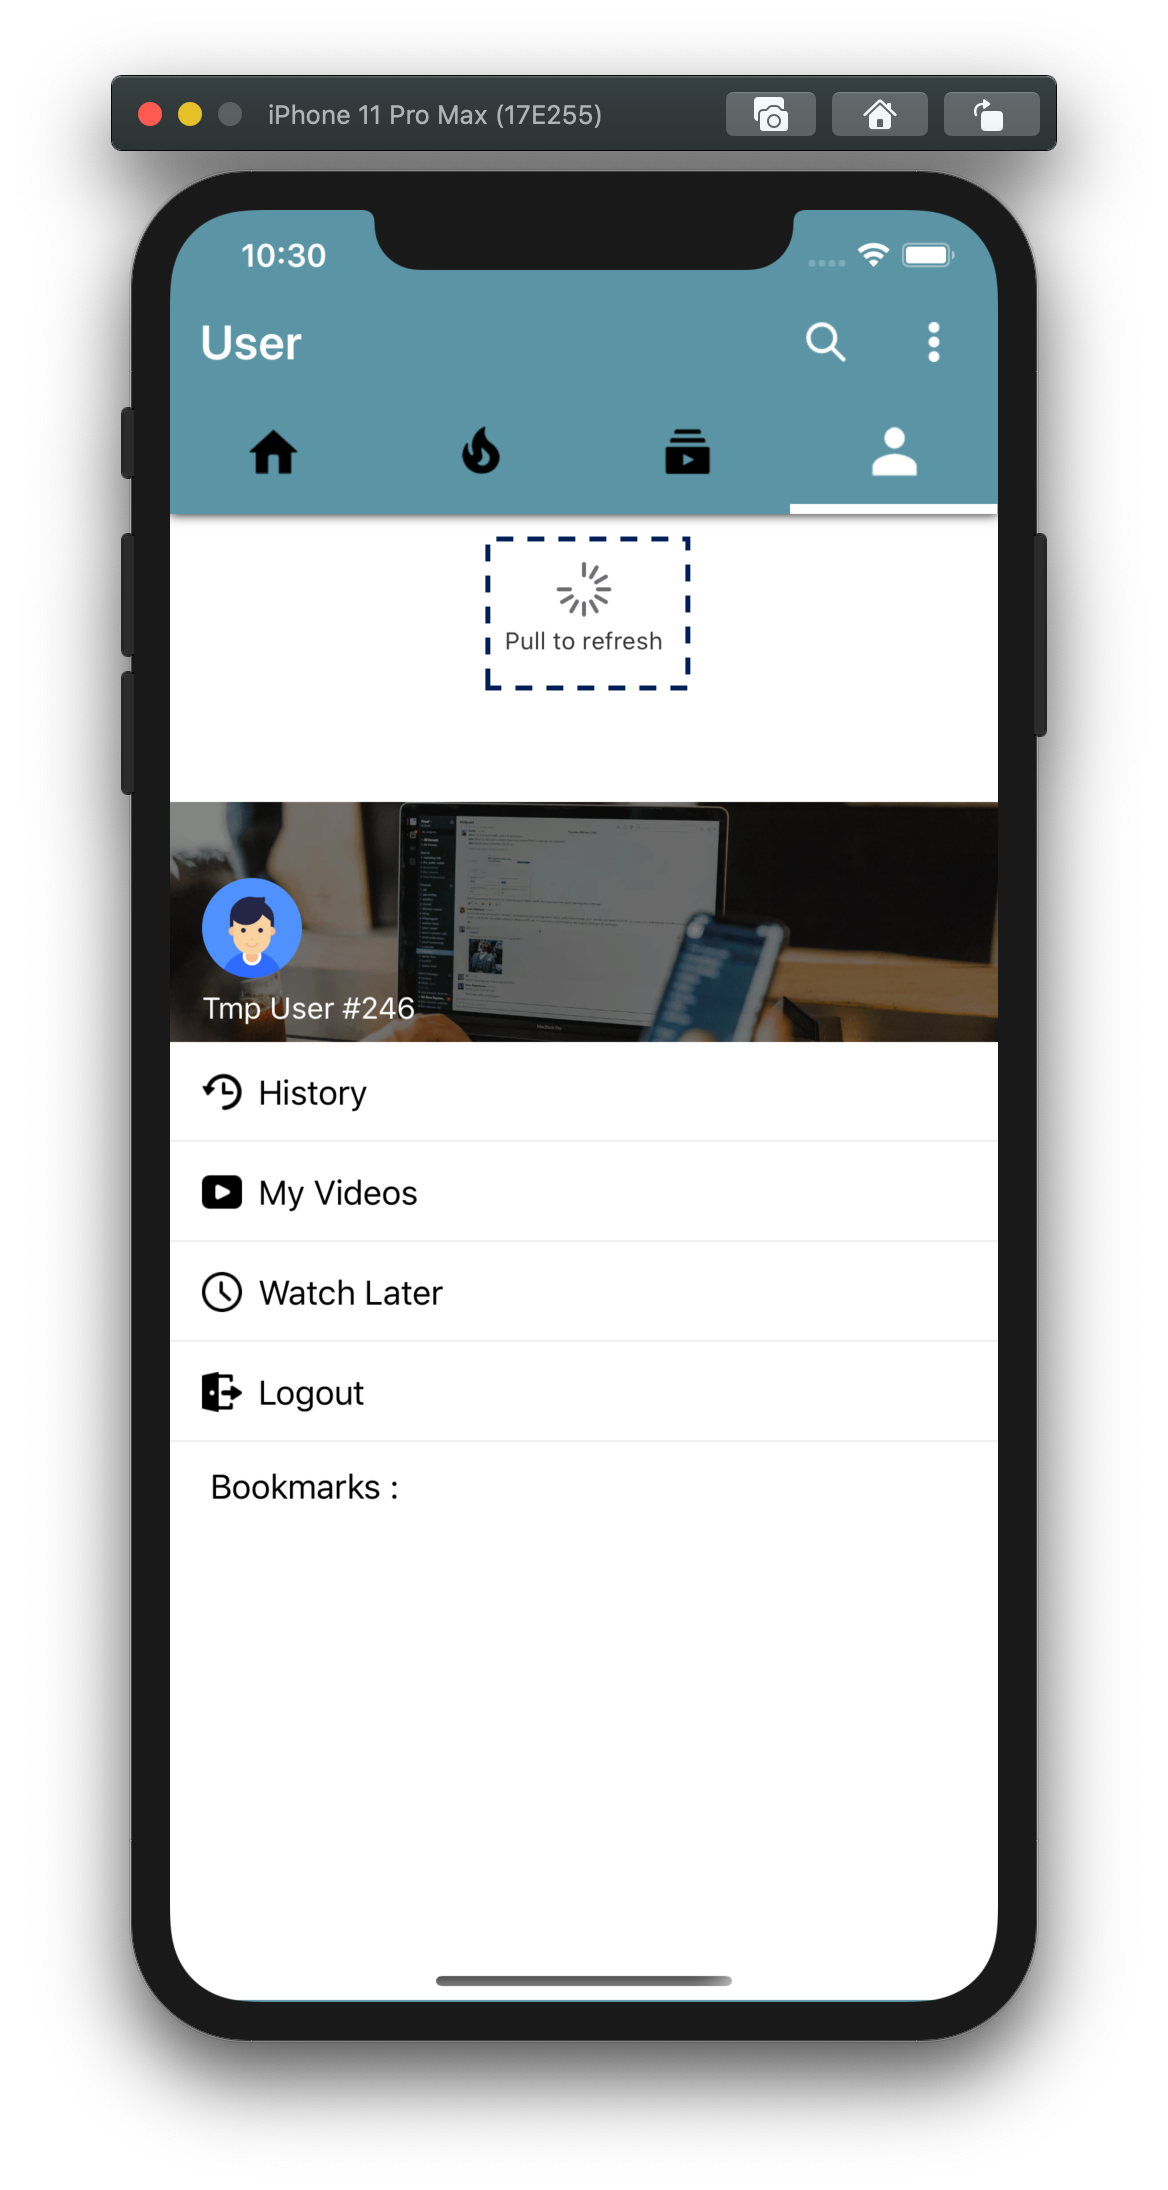 iPhone 11 Pro Max (17E255)
10:30
User
Pull to refresh
Tmp User #246
History
My Videos
Watch Later
Logout
Bookmarks :